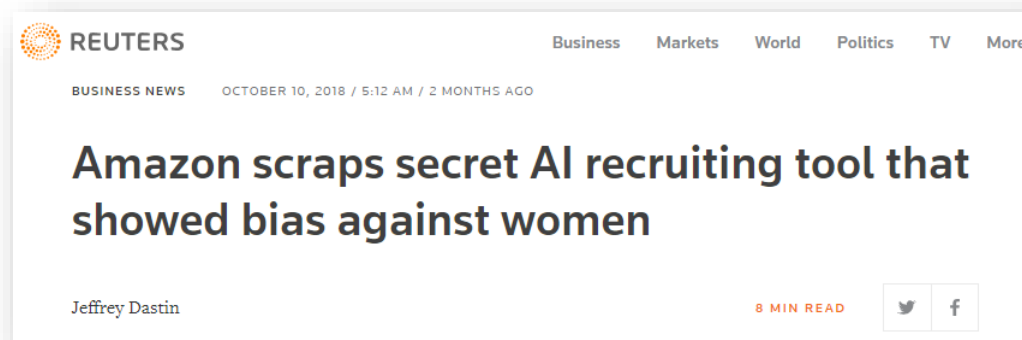 REUTERS Business Markets World Politics TV More
BUSINESS NEWS OCTOBER 10, 2018 / 5:12 AM / 2 MONTHS AGO
Amazon scraps secret AI recruiting tool that
showed bias against women
Jeffrey Dastin 8 MIN READ